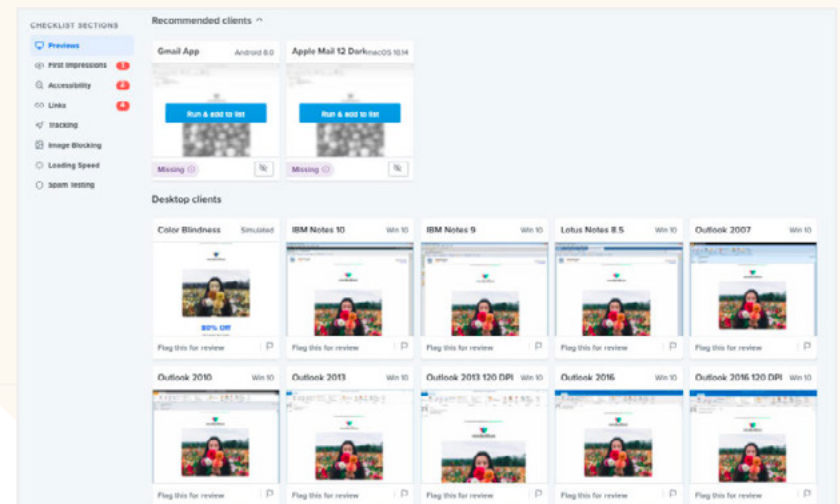 CHECKLIST SECTIONS
Previews
First Impressions
Accessibility
Links 4
Tracking
Image Blocking
Loading Speed
Spam Testing
Recommended clients
Gmail App Android 8.0
Run & add to list
Missing
Apple Mail 12 Dark macOS 10.14
Run & add to list
Missing
Desktop clients
Color Blindness Simulated
80% Off
Flag this for review
IBM Notes 10 Win 10
Flag this for review
IBM Notes 9 Win 10
Flag this for review
Lotus Notes 8.5 Win 10
Flag this for review
Outlook 2007 Win 10
Flag this for review
Outlook 2010 Win 10
Flag this for review
Outlook 2013 Win 10
Flag this for review
Outlook 2013 120 DPI Win 10
Flag this for review
Outlook 2016 Win 10
Flag this for review
Outlook 2016 120 DPI Win 10
Flag this for review